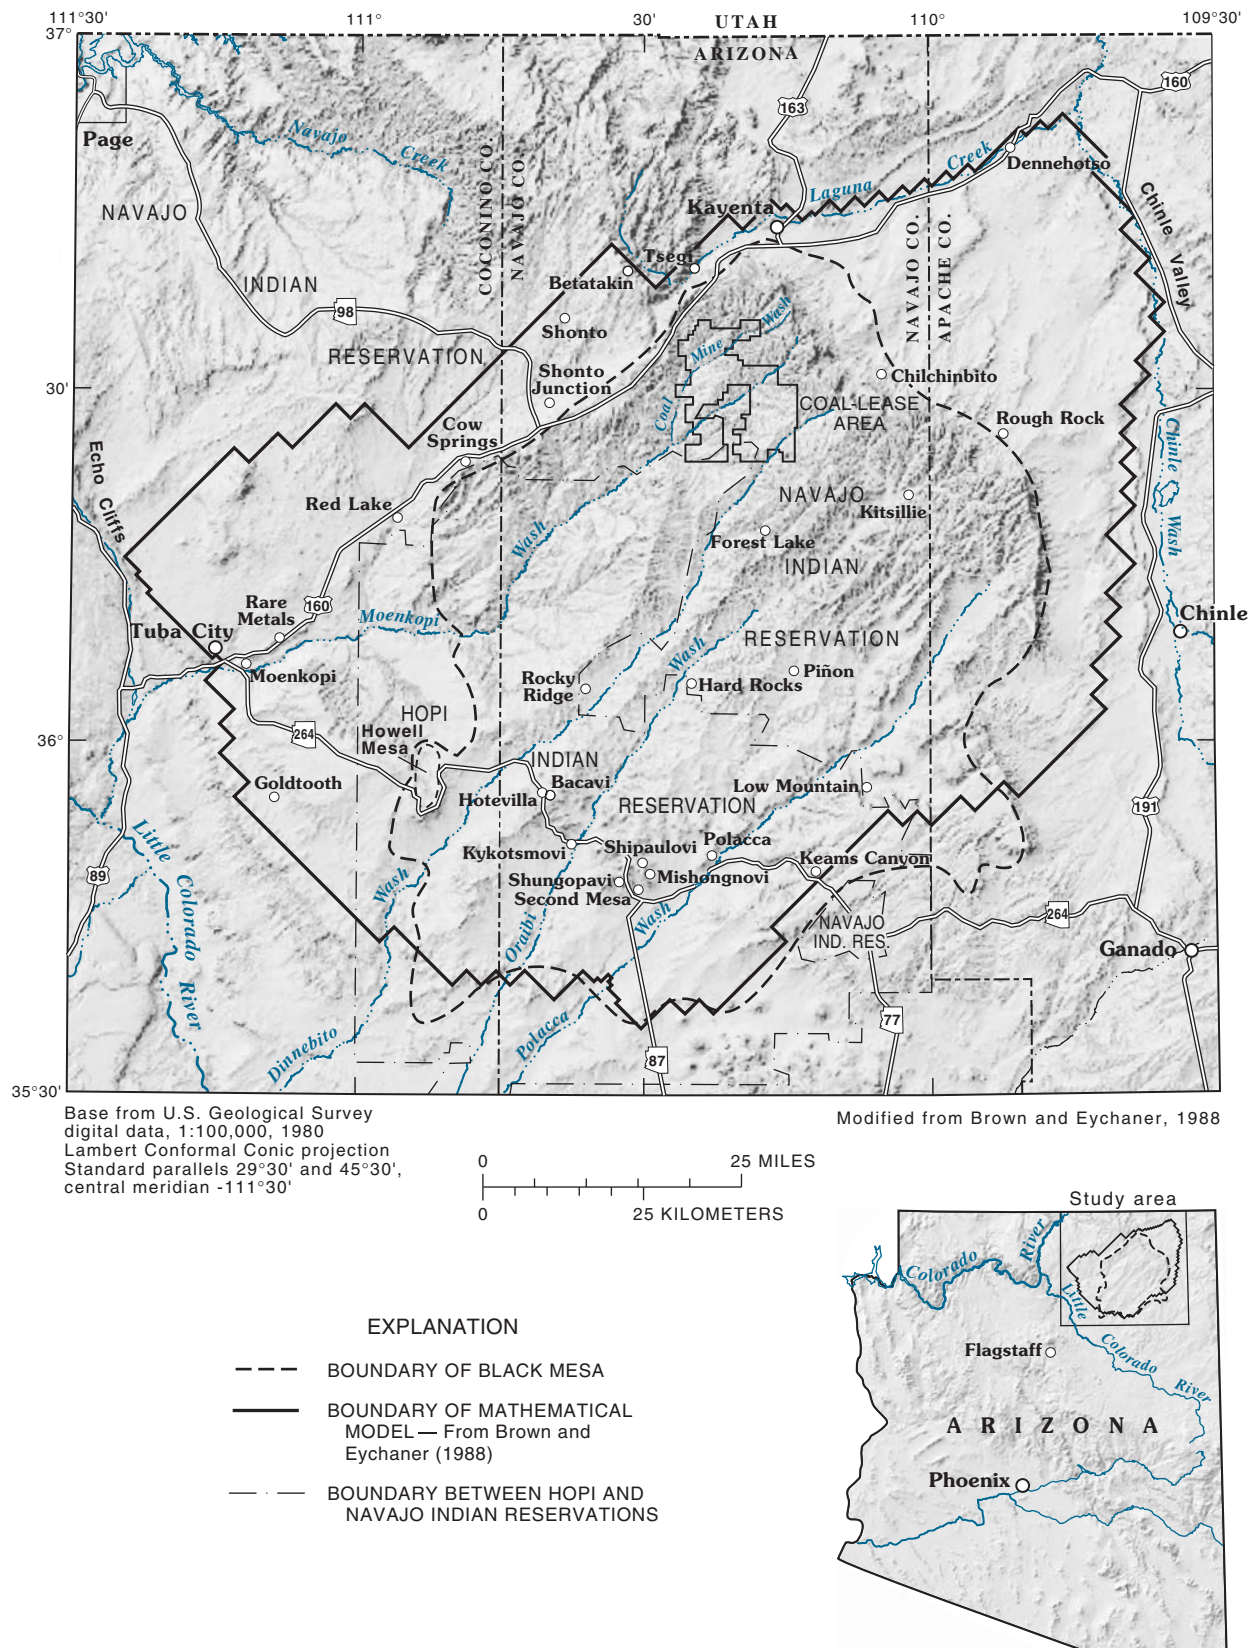 111°30'
111°
30'
UTAH
110°
109°30'
37°
ARIZONA
163
160
Page
Navajo
Creek
COCONINO CO.
NAVAJO CO.
Laguna
Creek
Dennehotso
NAVAJO
Kayenta
Chinle
Valley
Tsegi
NAVAJO CO.
APACHE CO.
INDIAN
Betatakin
98
Shonto
Wash
Mine
Coal
RESERVATION
Shonto
Junction
30'
Chilchinbito
COAL-LEASE
AREA
Cow
Springs
Rough Rock
Echo Cliffs
Chinle
Wash
Red Lake
NAVAJO
Kitsillie
Wash
Forest Lake
INDIAN
Rare
Metals
160
Moenkopi
Chinle
Tuba City
RESERVATION
Wash
Moenkopi
Rocky
Ridge
Hard Rocks
Piñon
HOPI
264
Howell
Mesa
36°
INDIAN
Goldtooth
Bacavi
Hotevilla
Low Mountain
RESERVATION
191
Little
Colorado
River
Kykotsmovi
Shipaulovi
Polacca
Keams Canyon
89
Wash
Shungopavi
Mishongnovi
Second Mesa
Wash
NAVAJO
IND. RES.
264
Oraibi
Ganado
77
Polacca
Dinnebito
87
35°30'
Base from U.S. Geological Survey
digital data, 1:100,000, 1980
Lambert Conformal Conic projection
Standard parallels 29°30' and 45°30',
central meridian -111°30'
Modified from Brown and Eychaner, 1988
0
25 MILES
0
25 KILOMETERS
Study area
River
Colorado
Little
Colorado
River
Flagstaff
ARIZONA
Phoenix
EXPLANATION
BOUNDARY OF BLACK MESA
BOUNDARY OF MATHEMATICAL
MODEL — From Brown and
Eychaner (1988)
BOUNDARY BETWEEN HOPI AND
NAVAJO INDIAN RESERVATIONS